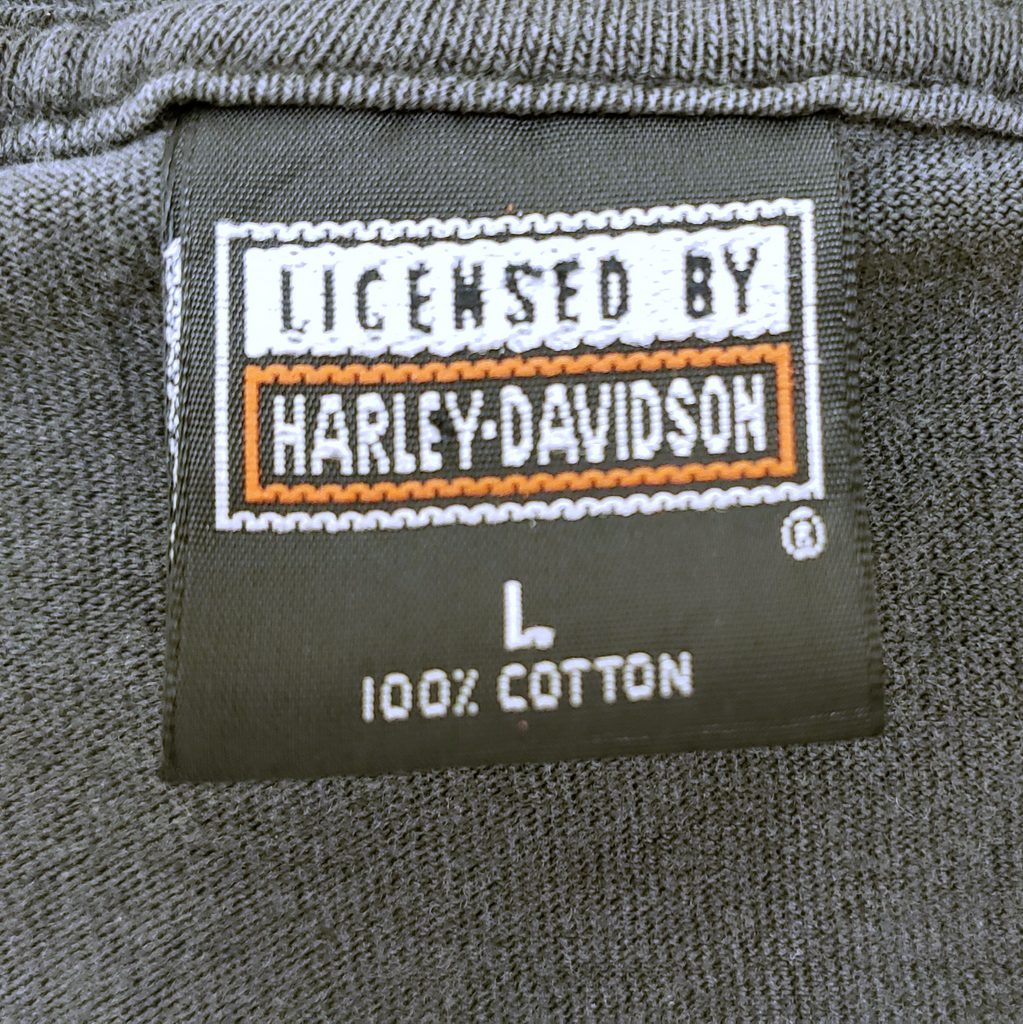 LICENSED BY
HARLEY-DAVIDSON
®
L
100% COTTON